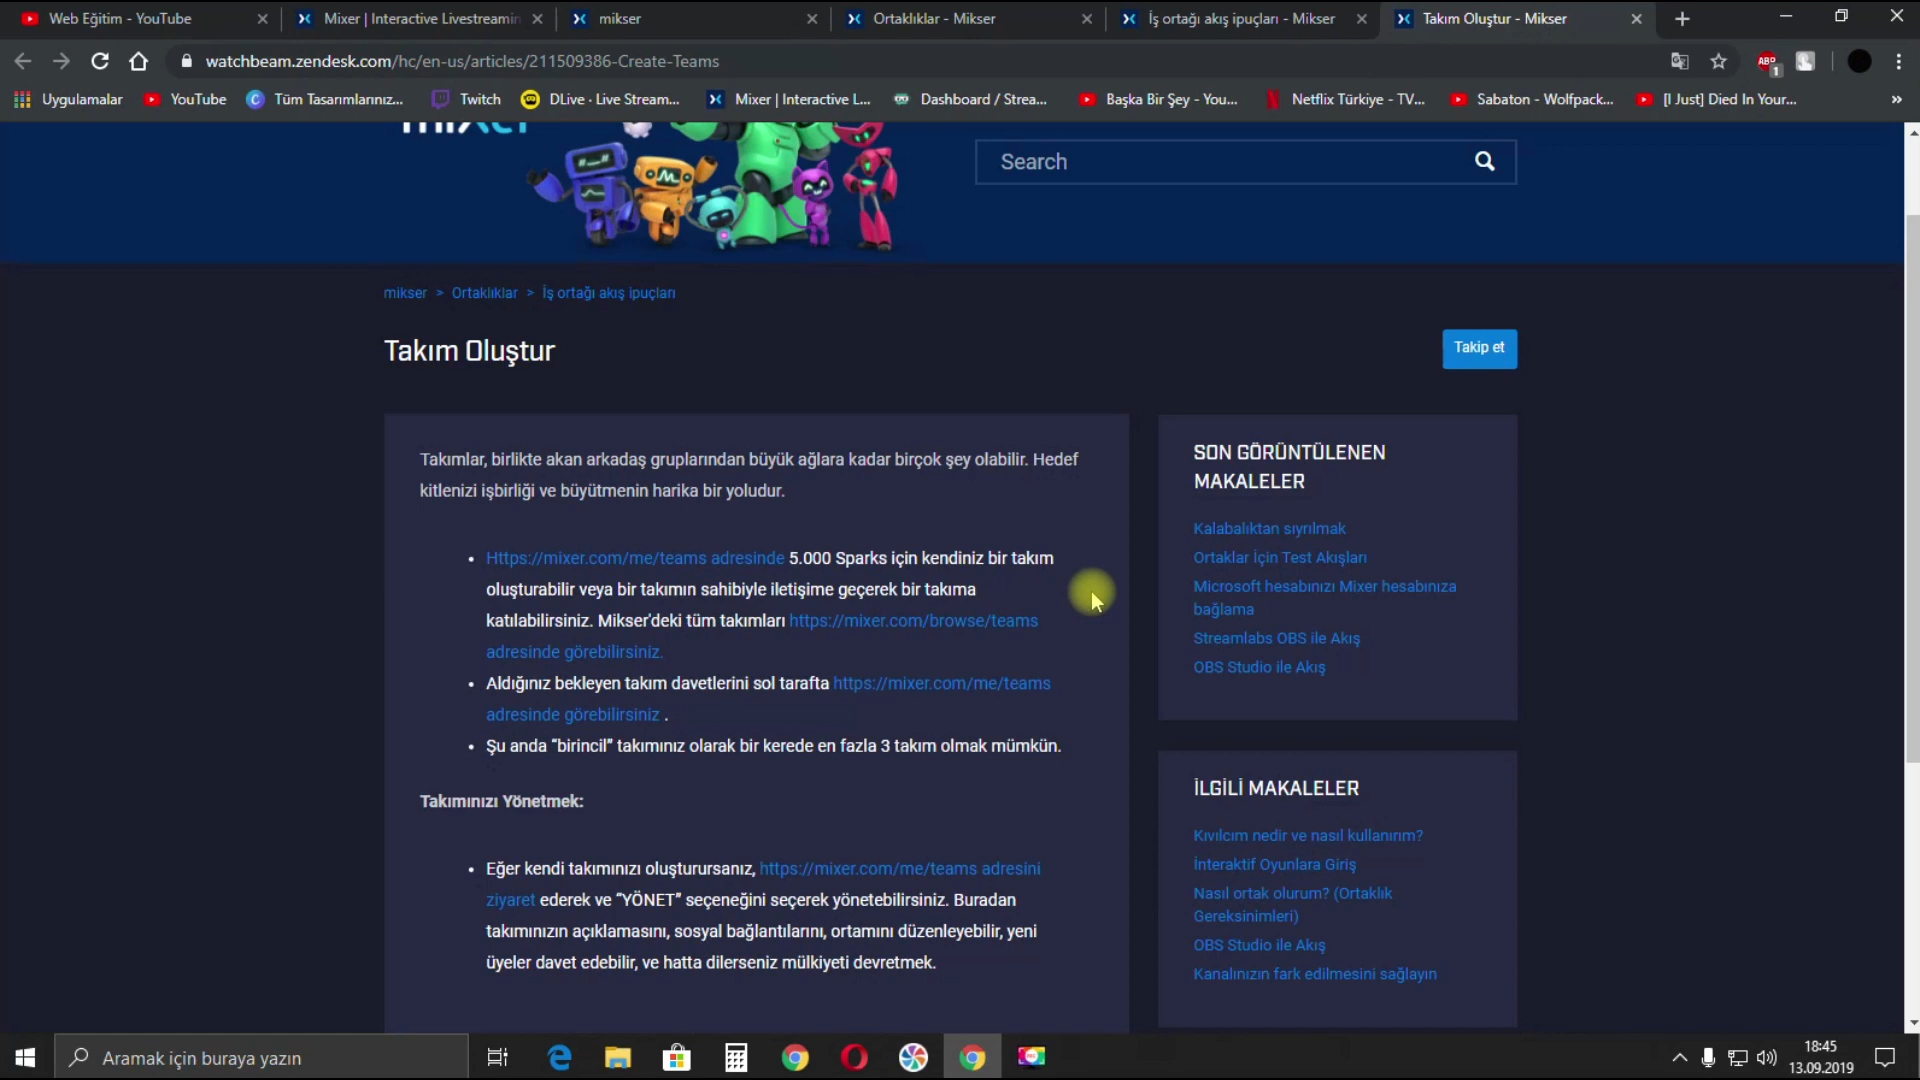 Web Eğitim - YouTube
Mixer | Interactive Livestreamin
mikser
Ortaklıklar - Mikser
İş ortağı akış ipuçları - Mikser
Takım Oluştur - Mikser
watchbeam.zendesk.com/hc/en-us/articles/211509386-Create-Teams
ABP
1
Uygulamalar
YouTube
Tüm Tasarımlarınız...
Twitch
DLive · Live Stream...
Mixer | Interactive L...
Dashboard / Strea...
Başka Bir Şey - You...
Netflix Türkiye - TV...
Sabaton - Wolfpack...
[I Just] Died In Your...
mixer
Search
mikser > Ortaklıklar > İş ortağı akış ipuçları
Takım Oluştur
Takip et
Takımlar, birlikte akan arkadaş gruplarından büyük ağlara kadar birçok şey olabilir. Hedef
kitlenizi işbirliği ve büyütmenin harika bir yoludur.
• Https://mixer.com/me/teams adresinde 5.000 Sparks için kendiniz bir takım
oluşturabilir veya bir takımın sahibiyle iletişime geçerek bir takıma
katılabilirsiniz. Mikser'deki tüm takımları https://mixer.com/browse/teams
adresinde görebilirsiniz.
• Aldığınız bekleyen takım davetlerini sol tarafta https://mixer.com/me/teams
adresinde görebilirsiniz .
• Şu anda “birincil” takımınız olarak bir kerede en fazla 3 takım olmak mümkün.
Takımınızı Yönetmek:
• Eğer kendi takımınızı oluşturursanız, https://mixer.com/me/teams adresini
ziyaret ederek ve “YÖNET” seçeneğini seçerek yönetebilirsiniz. Buradan
takımınızın açıklamasını, sosyal bağlantılarını, ortamını düzenleyebilir, yeni
üyeler davet edebilir, ve hatta dilerseniz mülkiyeti devretmek.
SON GÖRÜNTÜLENEN
MAKALELER
Kalabalıktan sıyrılmak
Ortaklar İçin Test Akışları
Microsoft hesabınızı Mixer hesabınıza
bağlama
Streamlabs OBS ile Akış
OBS Studio ile Akış
İLGİLİ MAKALELER
Kıvılcım nedir ve nasıl kullanırım?
İnteraktif Oyunlara Giriş
Nasıl ortak olurum? (Ortaklık
Gereksinimleri)
OBS Studio ile Akış
Kanalınızın fark edilmesini sağlayın
Aramak için buraya yazın
18:45
13.09.2019